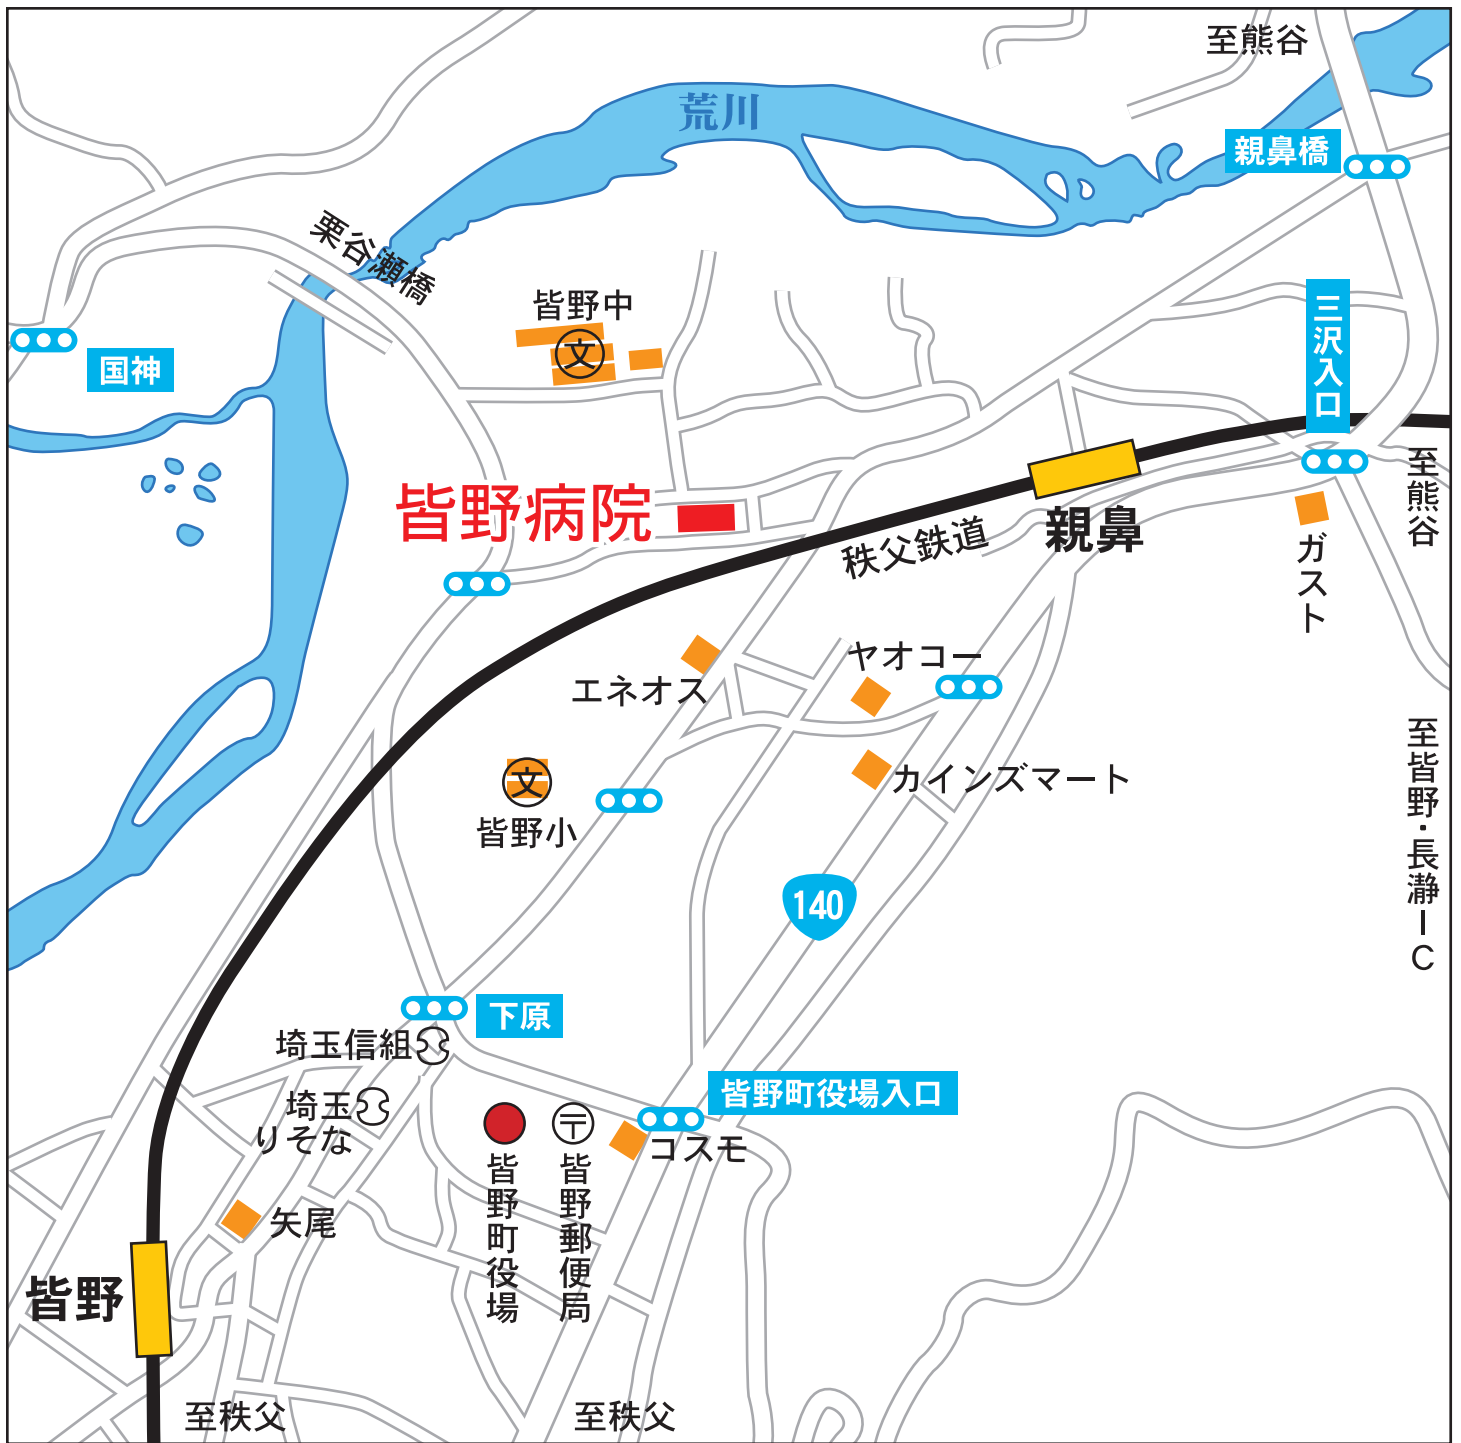 至熊谷
荒川
親鼻橋
栗谷瀬橋
皆野中
文
国神
三沢入口
至熊谷
皆野病院
親鼻
秩父鉄道
ガスト
ヤオコー
エネオス
至皆野・長瀞IC
カインズマート
文
皆野小
140
下原
埼玉信組
皆野町役場入口
埼玉
りそな
コスモ
皆野町役場
〒
皆野郵便局
矢尾
皆野
至秩父
至秩父